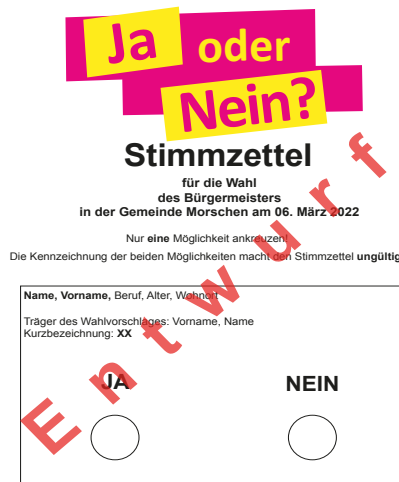 Ja oder
Nein?
Stimmzettel
für die Wahl
des Bürgermeisters
in der Gemeinde Morschen am 06. März 2022
Nur eine Möglichkeit ankreuzen!
Die Kennzeichnung der beiden Möglichkeiten macht den Stimmzettel ungültig
Name, Vorname, Beruf, Alter, Wohnort
Träger des Wahlvorschlages: Vorname, Name
Kurzbezeichnung: XX
JA NEIN
Entwurf